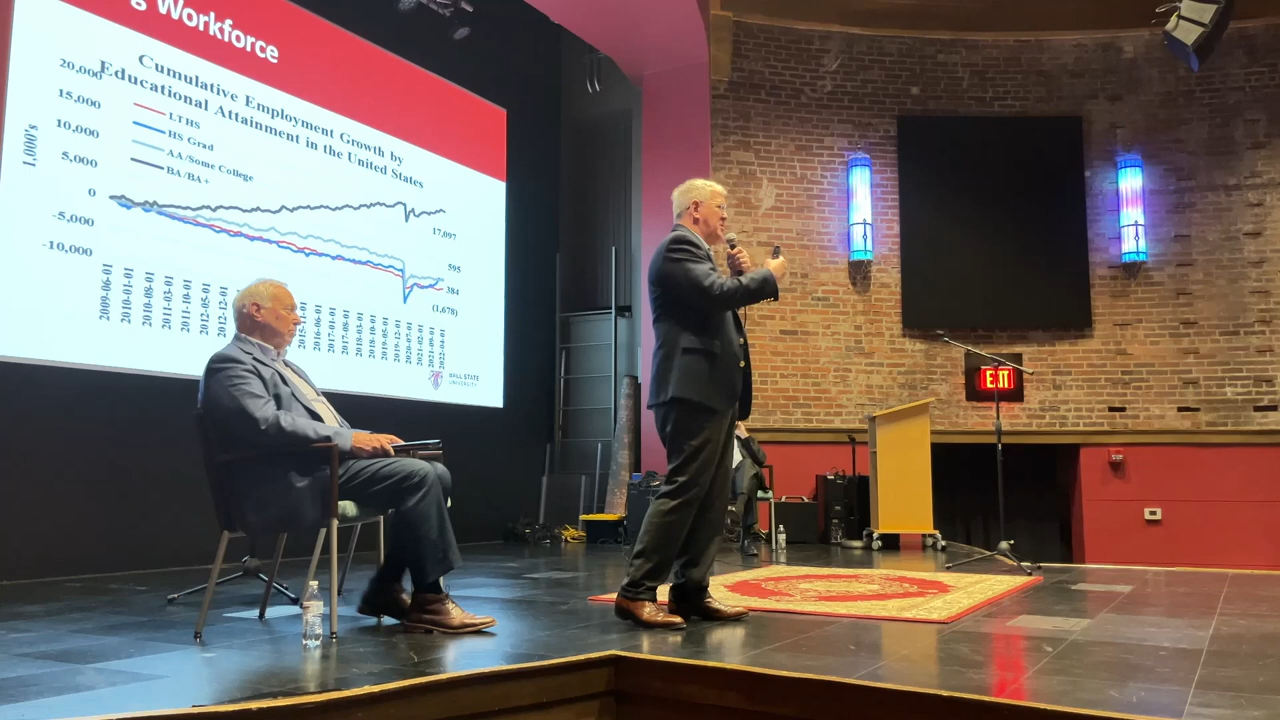 g Workforce
Cumulative Employment Growth by
Educational Attainment in the United States
1,000's
20,000
15,000
10,000
5,000
0
-5,000
-10,000
LTHS
HS Grad
AA/Some College
BA/BA+
17,097
595
384
(1,678)
2009-06-01
2010-01-01
2010-08-01
2011-03-01
2011-10-01
2012-05-01
2012-12-01
2015-11-01
2016-06-01
2017-01-01
2017-08-01
2018-03-01
2018-10-01
2019-05-01
2019-12-01
2020-07-01
2021-02-01
2021-09-01
2022-04-01
BALL STATE
UNIVERSITY
EXIT